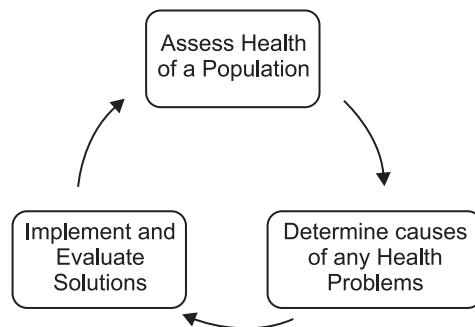 Assess Health
of a Population
Determine causes
of any Health
Problems
Implement and
Evaluate
Solutions